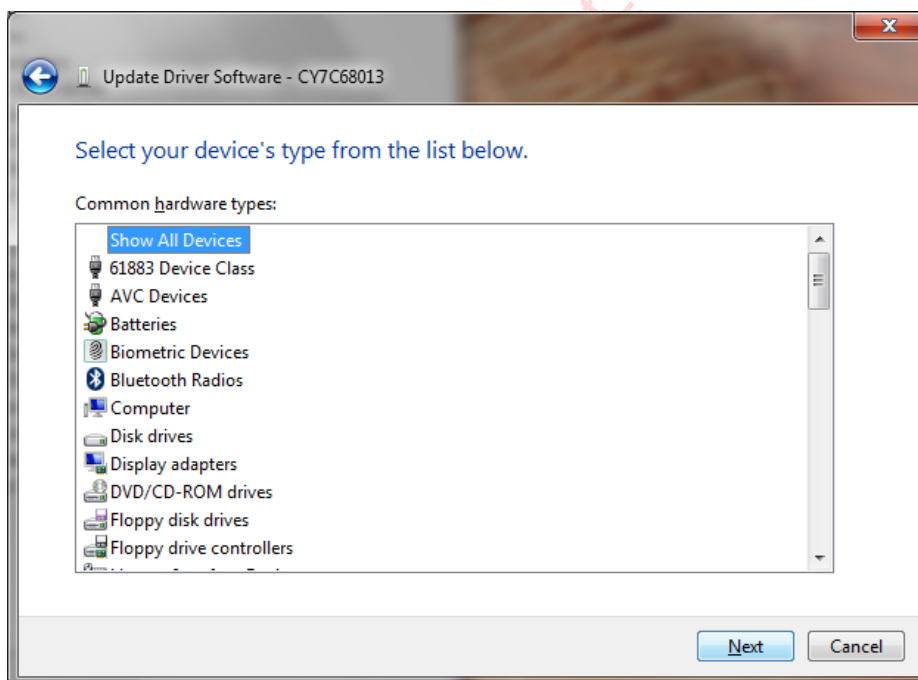 Update Driver Software - CY7C68013
Select your device's type from the list below.
Common hardware types:
Show All Devices
61883 Device Class
AVC Devices
Batteries
Biometric Devices
Bluetooth Radios
Computer
Disk drives
Display adapters
DVD/CD-ROM drives
Floppy disk drives
Floppy drive controllers
Next
Cancel